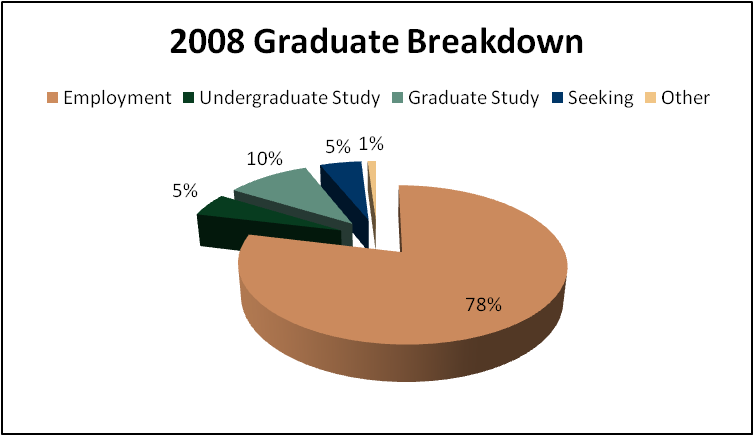 2008 Graduate Breakdown
Employment Undergraduate Study Graduate Study Seeking Other
5% 1%
10%
5%
78%